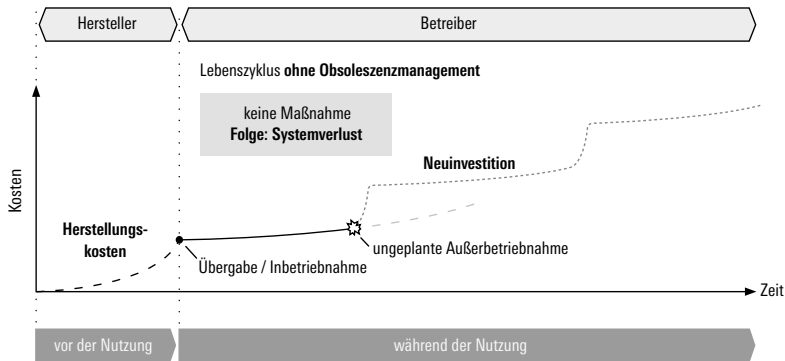 Hersteller
Betreiber
Lebenszyklus ohne Obsoleszenzmanagement
keine Maßnahme
Folge: Systemverlust
Neuinvestition
Kosten
Herstellungs-
kosten
ungeplante Außerbetriebnahme
Übergabe / Inbetriebnahme
Zeit
vor der Nutzung
während der Nutzung